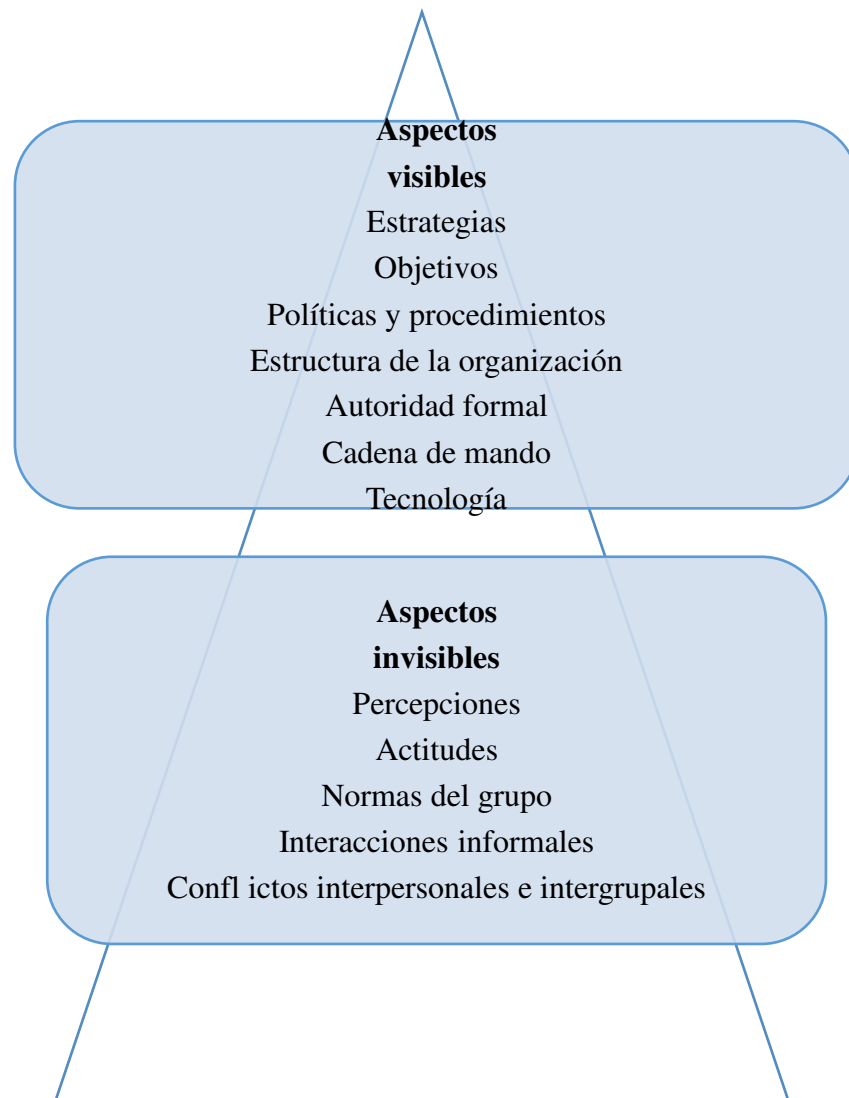 Aspectos
visibles
Estrategias
Objetivos
Políticas y procedimientos
Estructura de la organización
Autoridad formal
Cadena de mando
Tecnología
Aspectos
invisibles
Percepciones
Actitudes
Normas del grupo
Interacciones informales
Confl ictos interpersonales e intergrupales